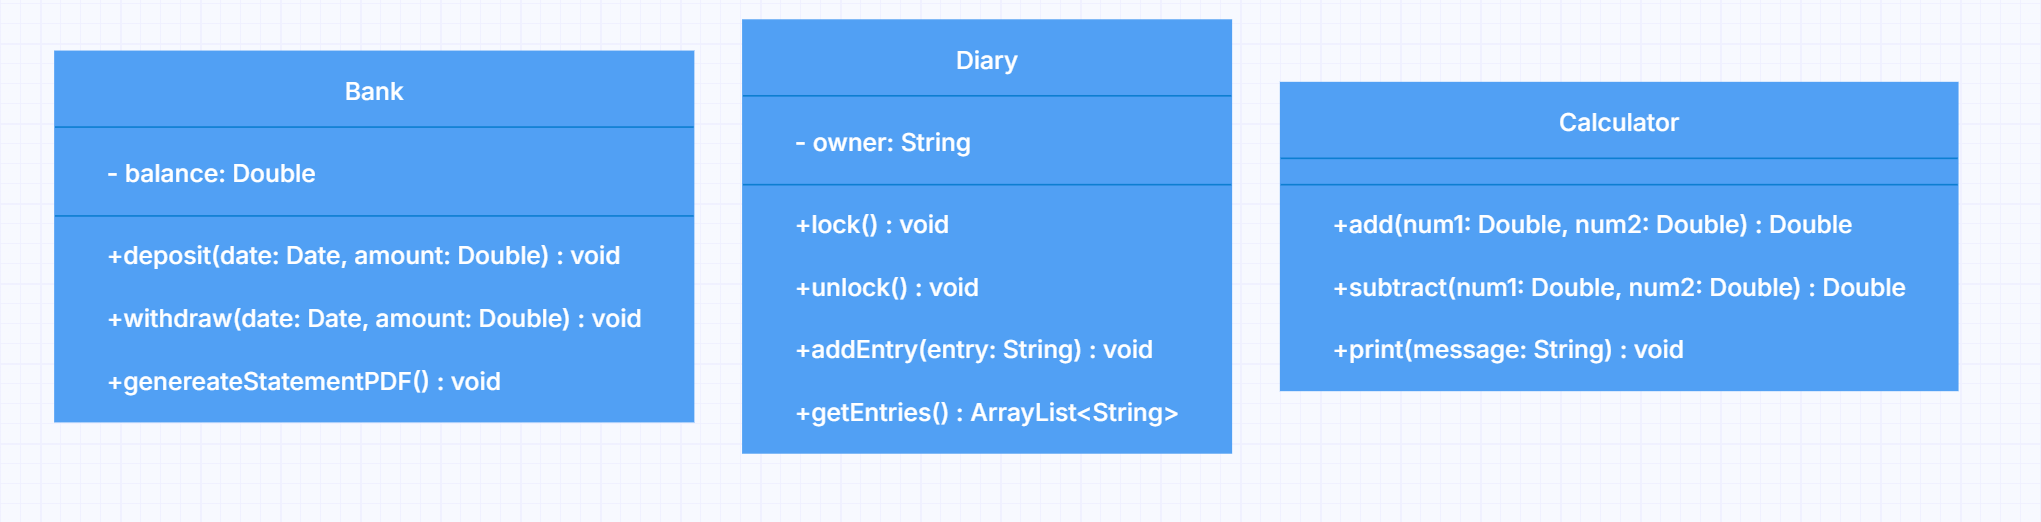 Bank
- balance: Double
+deposit(date: Date, amount: Double) : void
+withdraw(date: Date, amount: Double) : void
+genereateStatementPDF() : void
Diary
- owner: String
+lock() : void
+unlock() : void
+addEntry(entry: String) : void
+getEntries() : ArrayList<String>
Calculator
+add(num1: Double, num2: Double) : Double
+subtract(num1: Double, num2: Double) : Double
+print(message: String) : void